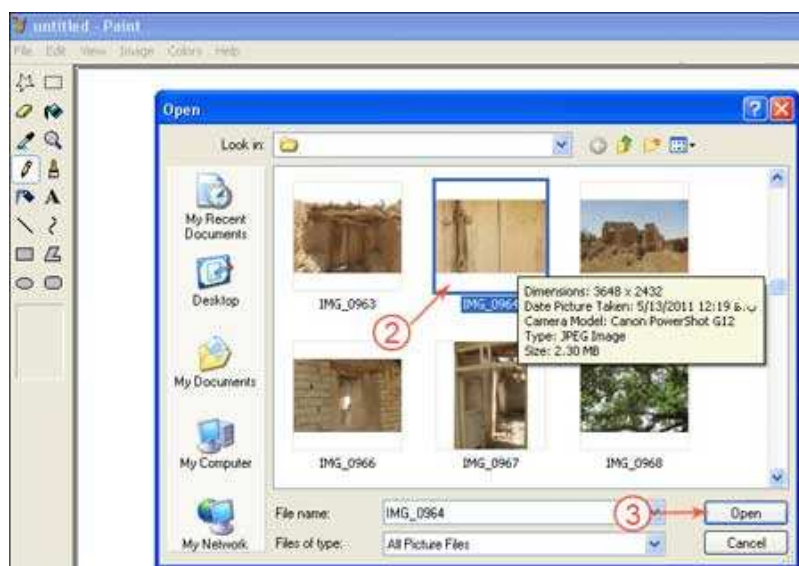 untitled - Paint
File Edit View Image Colors Help
Open
Look in:
My Recent
Documents
Desktop
My Documents
My Computer
My Network
IMG_0963
IMG_0964
Dimensions: 3648 x 2432
Date Picture Taken: 5/13/2011 12:19 ب.ظ
Camera Model: Canon PowerShot G12
Type: JPEG Image
Size: 2.30 MB
2
IMG_0966
IMG_0967
IMG_0968
File name:
IMG_0964
3
Open
Files of type:
All Picture Files
Cancel